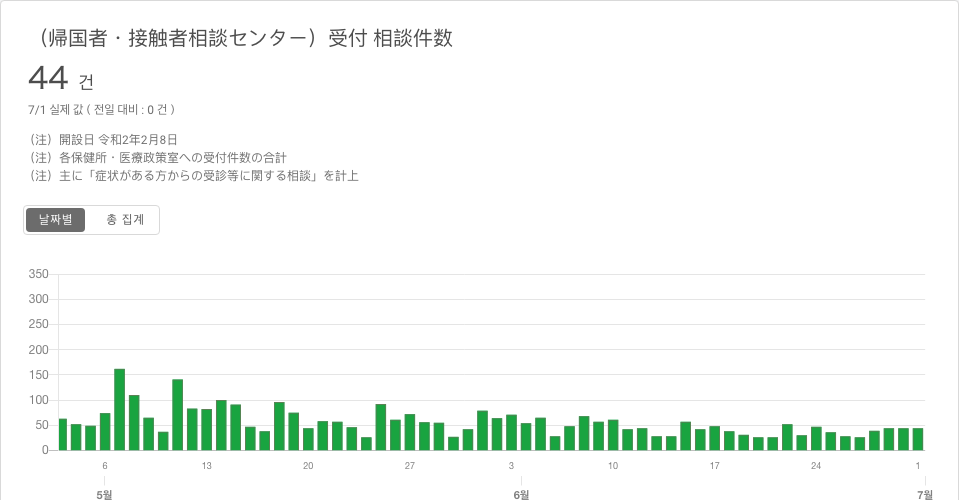 （帰国者・接触者相談センター）受付 相談件数
44 건
7/1 실제 값 ( 전일 대비 : 0 건 )
（注）開設日 令和2年2月8日
（注）各保健所・医療政策室への受付件数の合計
（注）主に「症状がある方からの受診等に関する相談」を計上
날짜별 총 집계
350
300
250
200
150
100
50
0
6 13 20 27 3 10 17 24 1
5월 6월 7월